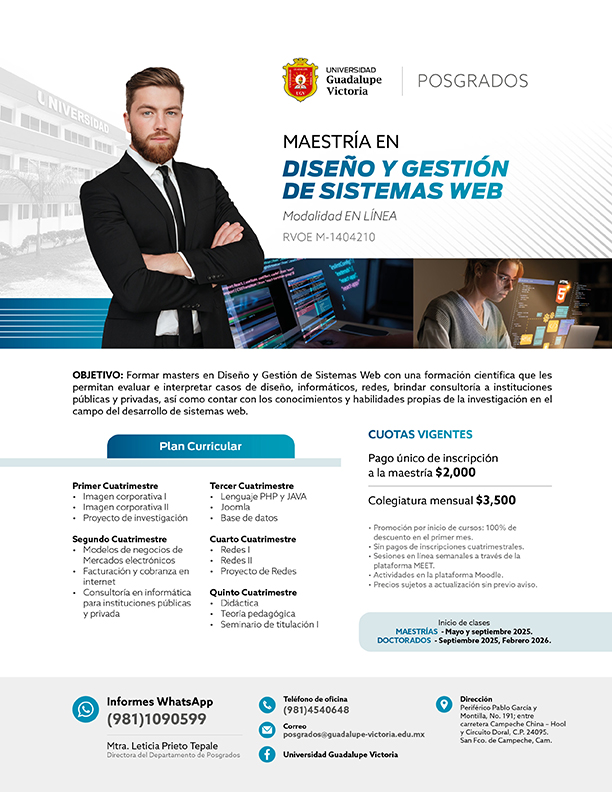 UNIVERSIDAD
Guadalupe
Victoria
UGV
POSGRADOS
UNIVERSIDAD
MAESTRÍA EN
DISEÑO Y GESTIÓN
DE SISTEMAS WEB
Modalidad EN LÍNEA
RVOE M-1404210
OBJETIVO: Formar masters en Diseño y Gestión de Sistemas Web con una formación científica que les
permitan evaluar e interpretar casos de diseño, informáticos, redes, brindar consultoría a instituciones
públicas y privadas, así como contar con los conocimientos y habilidades propias de la investigación en el
campo del desarrollo de sistemas web.
Plan Curricular
Primer Cuatrimestre
• Imagen corporativa I
• Imagen corporativa II
• Proyecto de investigación
Segundo Cuatrimestre
• Modelos de negocios de
Mercados electrónicos
• Facturación y cobranza en
internet
• Consultoría en informática
para instituciones públicas
y privada
Tercer Cuatrimestre
• Lenguaje PHP y JAVA
• Joomla
• Base de datos
Cuarto Cuatrimestre
• Redes I
• Redes II
• Proyecto de Redes
Quinto Cuatrimestre
• Didáctica
• Teoría pedagógica
• Seminario de titulación I
CUOTAS VIGENTES
Pago único de inscripción
a la maestría $2,000
Colegiatura mensual $3,500
• Promoción por inicio de cursos: 100% de
descuento en el primer mes.
• Sin pagos de inscripciones cuatrimestrales.
• Sesiones en línea semanales a través de la
plataforma MEET.
• Actividades en la plataforma Moodle.
• Precios sujetos a actualización sin previo aviso.
Inicio de clases
MAESTRÍAS - Mayo y septiembre 2025.
DOCTORADOS - Septiembre 2025, Febrero 2026.
Informes WhatsApp
(981)1090599
Mtra. Leticia Prieto Tepale
Directora del Departamento de Posgrados
Teléfono de oficina
(981)4540648
Correo
posgrados@guadalupe-victoria.edu.mx
Universidad Guadalupe Victoria
Dirección
Periférico Pablo García y
Montilla, No. 191; entre
carretera Campeche China – Hool
y Circuito Doral, C.P. 24095.
San Fco. de Campeche, Cam.